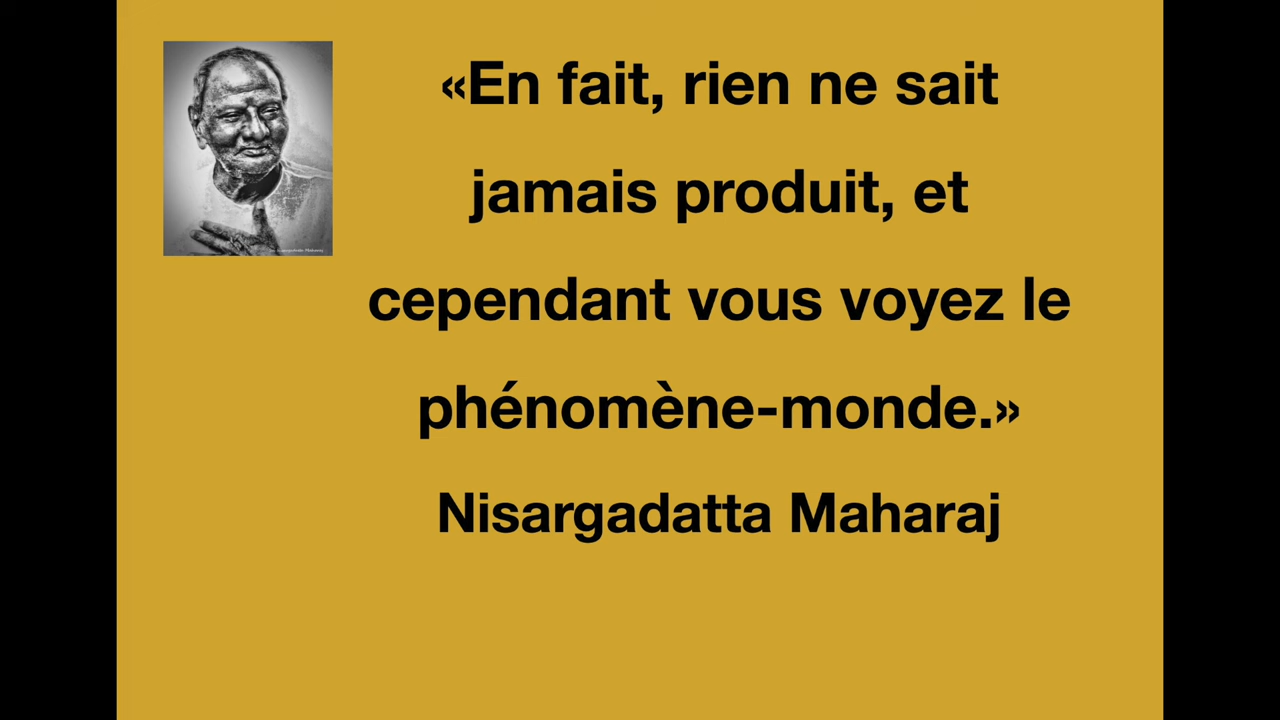 «En fait, rien ne sait
jamais produit, et
cependant vous voyez le
phénomène-monde.»
Nisargadatta Maharaj